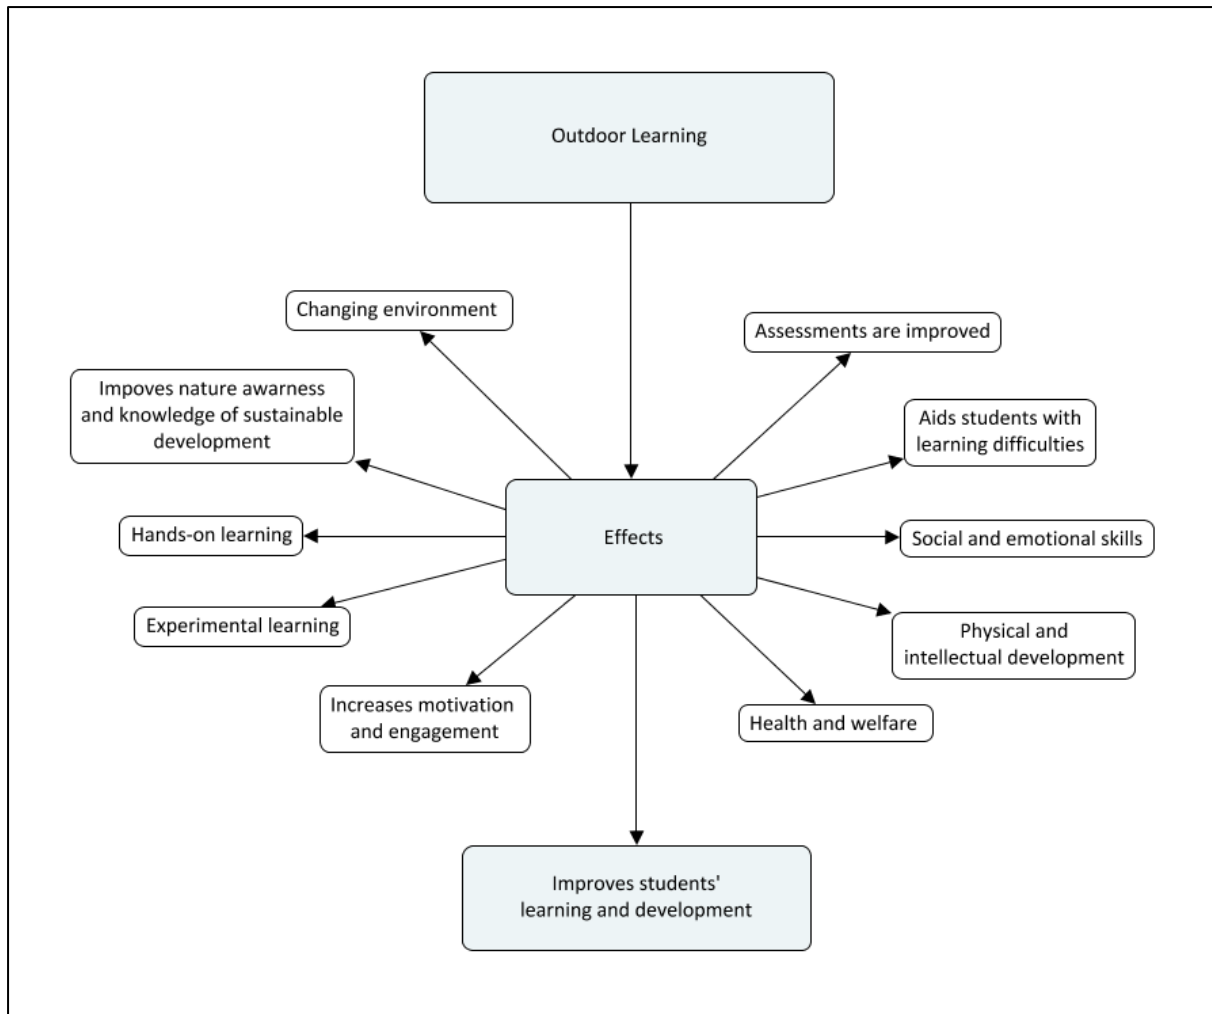 Outdoor Learning
Changing environment
Assessments are improved
Impoves nature awarness
and knowledge of sustainable
development
Aids students with
learning difficulties
Hands-on learning
Effects
Social and emotional skills
Experimental learning
Physical and
intellectual development
Increases motivation
and engagement
Health and welfare
Improves students'
learning and development